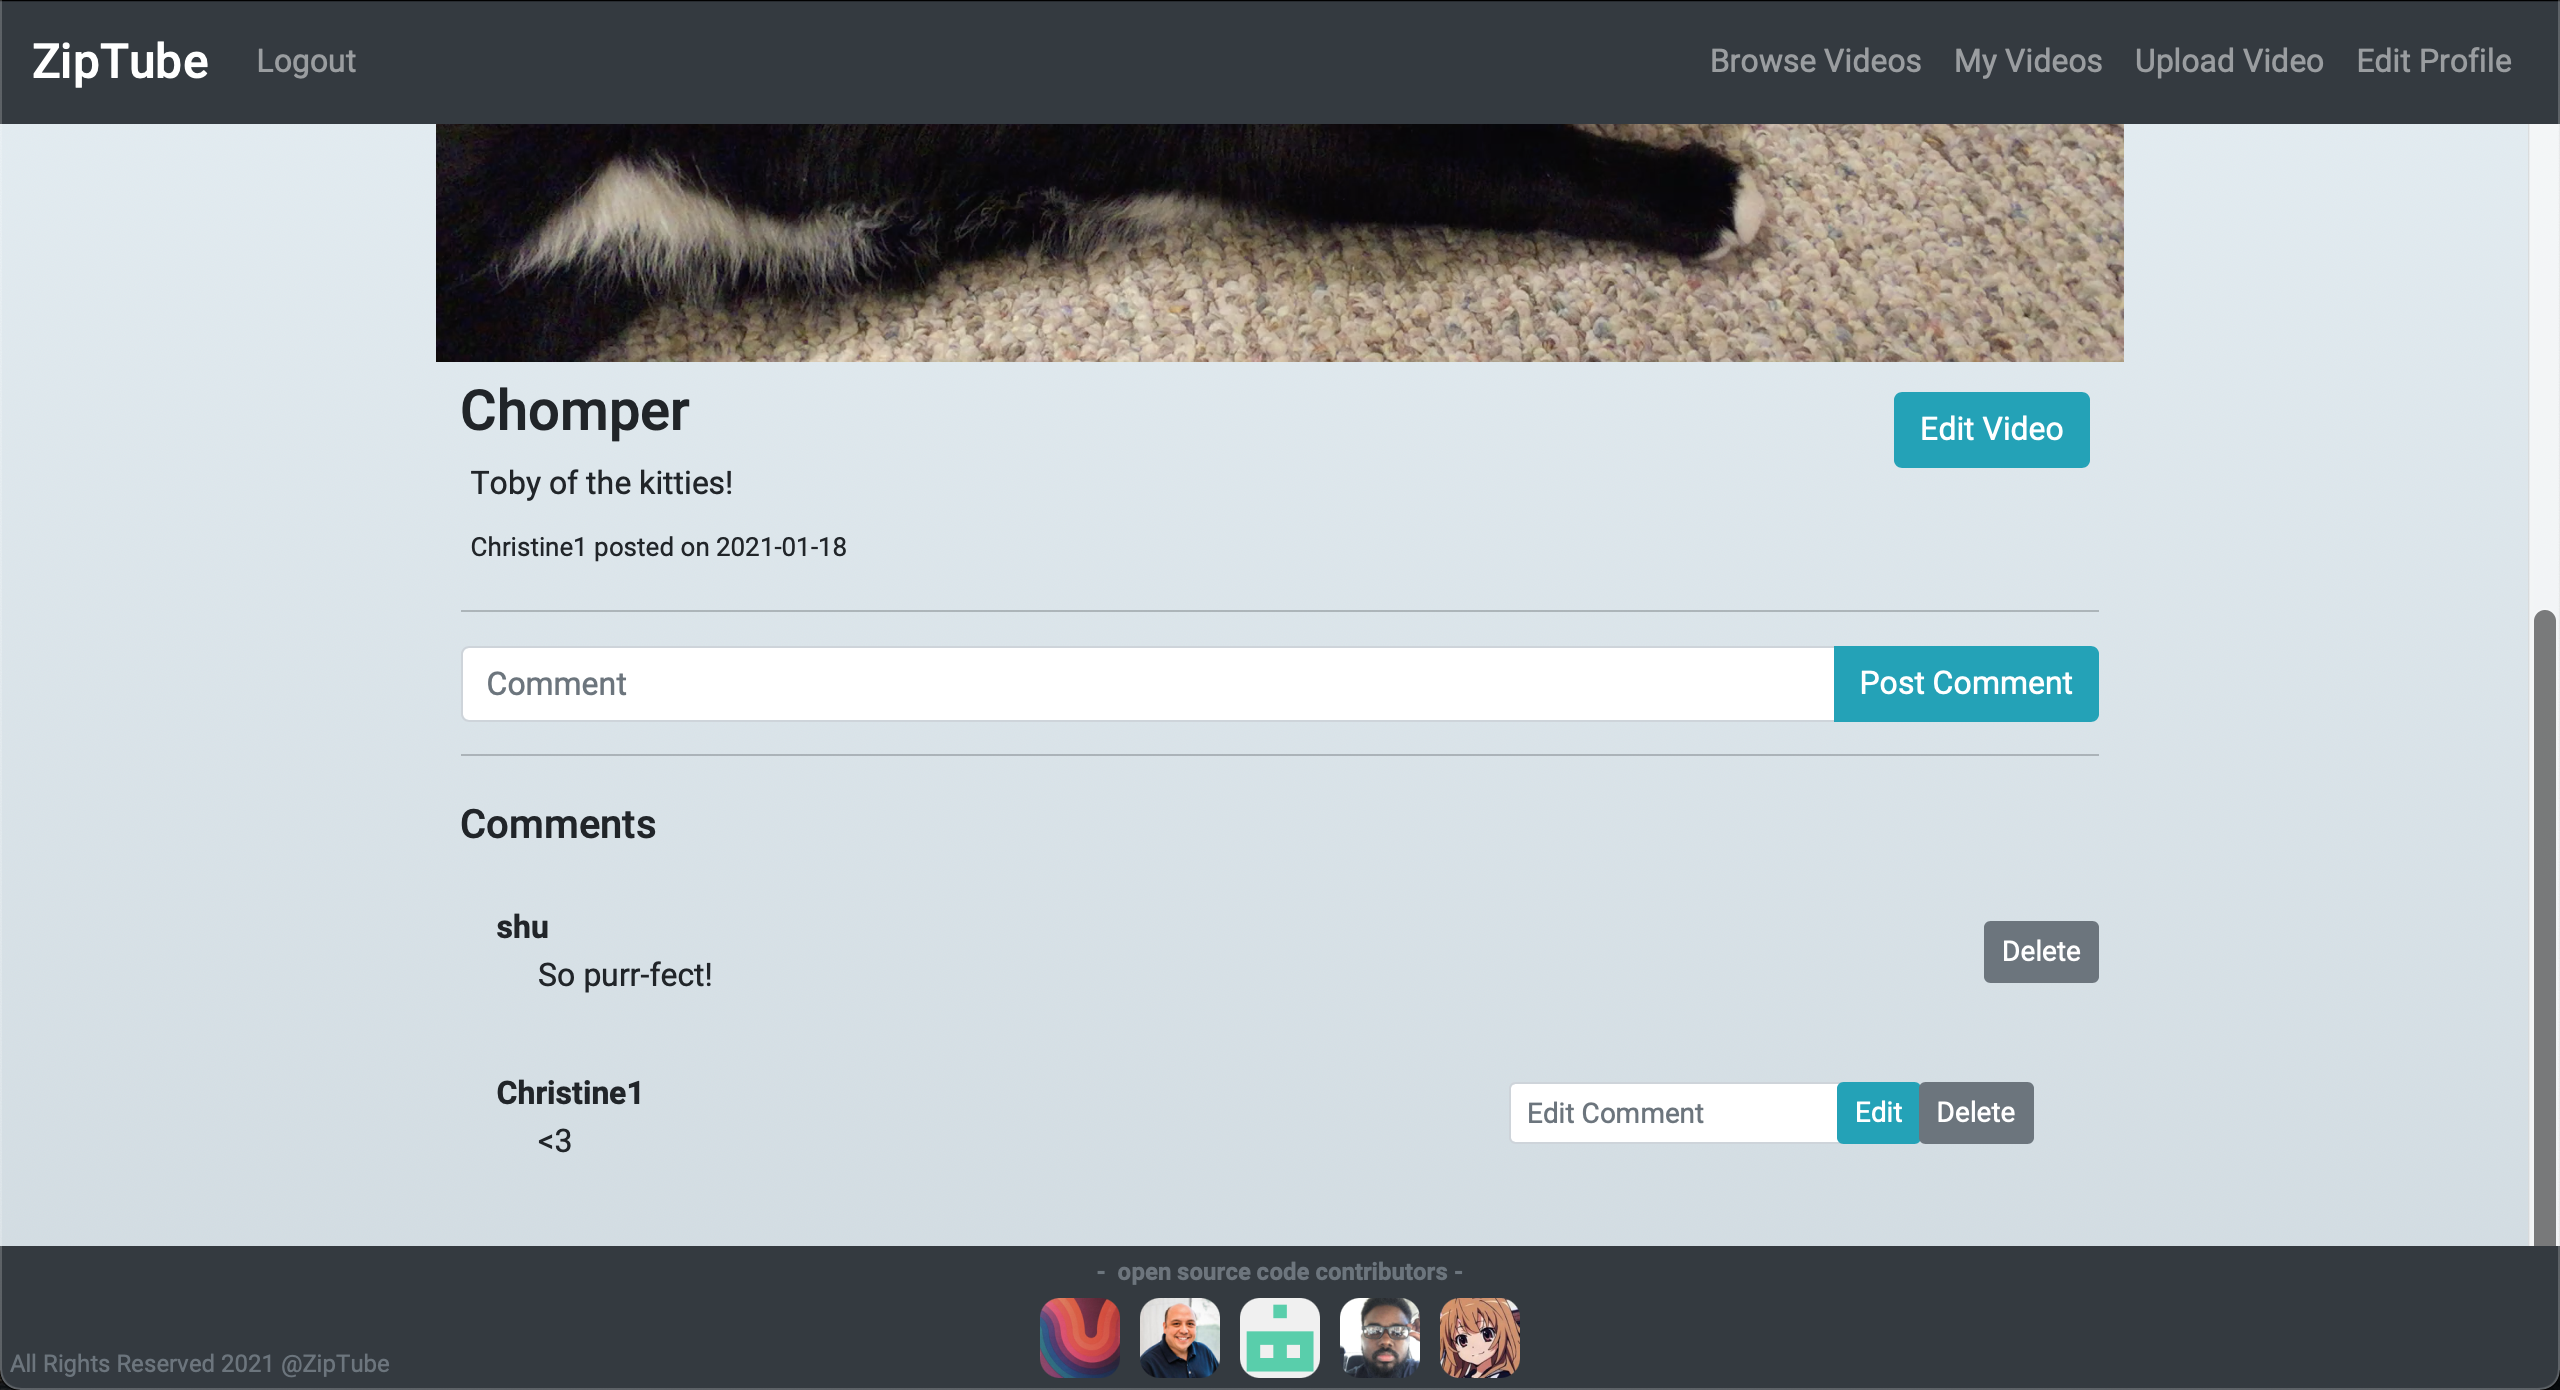 ZipTube Logout Browse Videos My Videos Upload Video Edit Profile
Chomper
Edit Video
Toby of the kitties!
Christine1 posted on 2021-01-18
Comment Post Comment
Comments
shu
So purr-fect!
Delete
Christine1
<3
Edit Comment Edit Delete
- open source code contributors -
All Rights Reserved 2021 @ZipTube